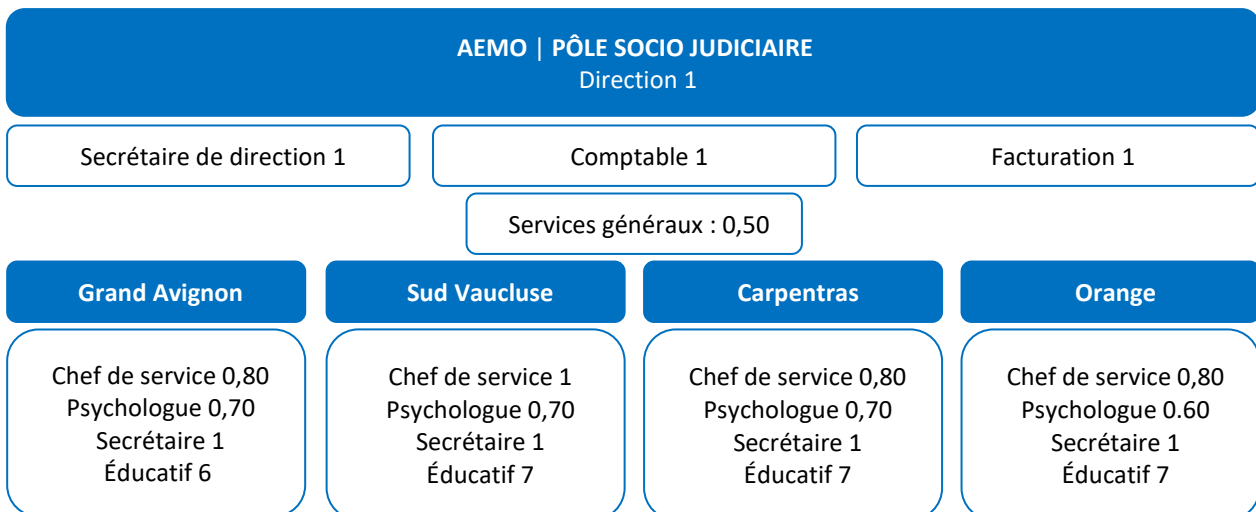 AEMO | PÔLE SOCIO JUDICIAIRE
Direction 1
Secrétaire de direction 1
Comptable 1
Facturation 1
Services généraux : 0,50
Grand Avignon
Chef de service 0,80
Psychologue 0,70
Secrétaire 1
Éducatif 6
Sud Vaucluse
Chef de service 1
Psychologue 0,70
Secrétaire 1
Éducatif 7
Carpentras
Chef de service 0,80
Psychologue 0,70
Secrétaire 1
Éducatif 7
Orange
Chef de service 0,80
Psychologue 0.60
Secrétaire 1
Éducatif 7